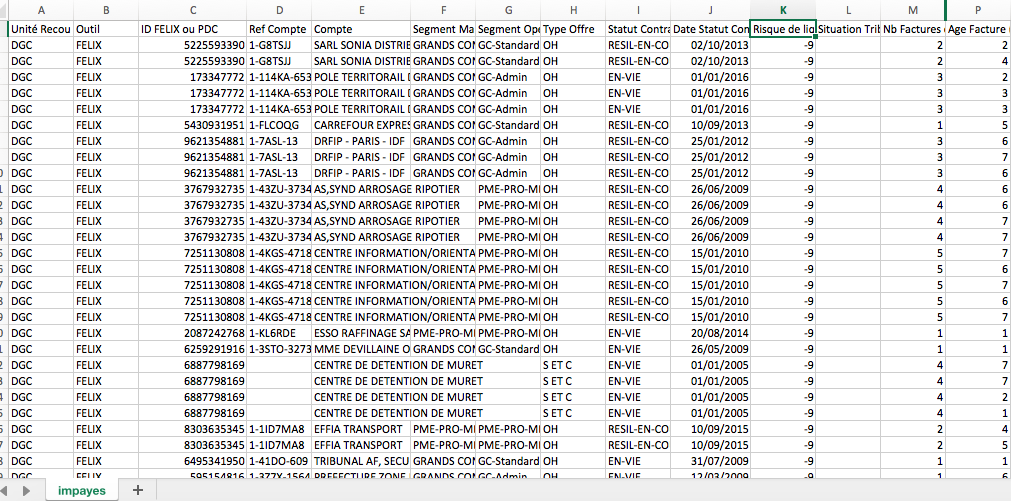 A B C D E F G H I J K L M P
Unité Recou Outil ID FELIX ou PDC Ref Compte Compte Segment Ma Segment Ope Type Offre Statut Contra Date Statut Con Risque de liq Situation Trib Nb Factures Age Facture
DGC FELIX 5225593390 1-G8TSJJ SARL SONIA DISTRIE GRANDS COM GC-Standard OH RESIL-EN-CO 02/10/2013 -9 2 2
DGC FELIX 5225593390 1-G8TSJJ SARL SONIA DISTRIE GRANDS COM GC-Standard OH RESIL-EN-CO 02/10/2013 -9 2 4
DGC FELIX 173347772 1-114KA-653 POLE TERRITORAIL GRANDS COM GC-Admin OH EN-VIE 01/01/2016 -9 3 2
DGC FELIX 173347772 1-114KA-653 POLE TERRITORAIL GRANDS COM GC-Admin OH EN-VIE 01/01/2016 -9 3 3
DGC FELIX 173347772 1-114KA-653 POLE TERRITORAIL GRANDS COM GC-Admin OH EN-VIE 01/01/2016 -9 3 3
DGC FELIX 5430931951 1-FLCOQG CARREFOUR EXPRES GRANDS COM GC-Standard OH RESIL-EN-CO 10/09/2013 -9 1 5
DGC FELIX 9621354881 1-7ASL-13 DRFIP - PARIS - IDF GRANDS COM GC-Admin OH RESIL-EN-CO 25/01/2012 -9 3 6
DGC FELIX 9621354881 1-7ASL-13 DRFIP - PARIS - IDF GRANDS COM GC-Admin OH RESIL-EN-CO 25/01/2012 -9 3 7
DGC FELIX 9621354881 1-7ASL-13 DRFIP - PARIS - IDF GRANDS COM GC-Admin OH RESIL-EN-CO 25/01/2012 -9 3 6
DGC FELIX 3767932735 1-43ZU-3734 AS,SYND ARROSAGE RIPOTIER PME-PRO-MI OH RESIL-EN-CO 26/06/2009 -9 4 6
DGC FELIX 3767932735 1-43ZU-3734 AS,SYND ARROSAGE RIPOTIER PME-PRO-MI OH RESIL-EN-CO 26/06/2009 -9 4 6
DGC FELIX 3767932735 1-43ZU-3734 AS,SYND ARROSAGE RIPOTIER PME-PRO-MI OH RESIL-EN-CO 26/06/2009 -9 4 7
DGC FELIX 3767932735 1-43ZU-3734 AS,SYND ARROSAGE RIPOTIER PME-PRO-MI OH RESIL-EN-CO 26/06/2009 -9 4 7
DGC FELIX 7251130808 1-4KGS-4718 CENTRE INFORMATION/ORIENTA PME-PRO-MI OH RESIL-EN-CO 15/01/2010 -9 5 7
DGC FELIX 7251130808 1-4KGS-4718 CENTRE INFORMATION/ORIENTA PME-PRO-MI OH RESIL-EN-CO 15/01/2010 -9 5 6
DGC FELIX 7251130808 1-4KGS-4718 CENTRE INFORMATION/ORIENTA PME-PRO-MI OH RESIL-EN-CO 15/01/2010 -9 5 7
DGC FELIX 7251130808 1-4KGS-4718 CENTRE INFORMATION/ORIENTA PME-PRO-MI OH RESIL-EN-CO 15/01/2010 -9 5 6
DGC FELIX 7251130808 1-4KGS-4718 CENTRE INFORMATION/ORIENTA PME-PRO-MI OH RESIL-EN-CO 15/01/2010 -9 5 7
DGC FELIX 2087242768 1-KL6RDE ESSO RAFFINAGE SA PME-PRO-MI PME-PRO-MI OH EN-VIE 20/08/2014 -9 1 1
DGC FELIX 6259291916 1-3STO-3273 MME DEVILLAINE O GRANDS COM GC-Standard OH EN-VIE 26/05/2009 -9 1 1
DGC FELIX 6887798169 CENTRE DE DETENTION DE MURET S ET C EN-VIE 01/01/2005 -9 4 7
DGC FELIX 6887798169 CENTRE DE DETENTION DE MURET S ET C EN-VIE 01/01/2005 -9 4 7
DGC FELIX 6887798169 CENTRE DE DETENTION DE MURET S ET C EN-VIE 01/01/2005 -9 4 2
DGC FELIX 6887798169 CENTRE DE DETENTION DE MURET S ET C EN-VIE 01/01/2005 -9 4 1
DGC FELIX 8303635345 1-1ID7MA8 EFFIA TRANSPORT PME-PRO-MI PME-PRO-MI OH RESIL-EN-CO 10/09/2015 -9 2 4
DGC FELIX 8303635345 1-1ID7MA8 EFFIA TRANSPORT PME-PRO-MI PME-PRO-MI OH RESIL-EN-CO 10/09/2015 -9 2 5
DGC FELIX 6495341950 1-41DO-609 TRIBUNAL AF, SECU GRANDS COM GC-Standard OH EN-VIE 31/07/2009 -9 1 1
DGC FELIX 595154816 1-377X-1564 PREFECTURE ZONE GRANDS COM GC-Admin OH EN-VIE 12/03/2009 -9 1 6
impayes +